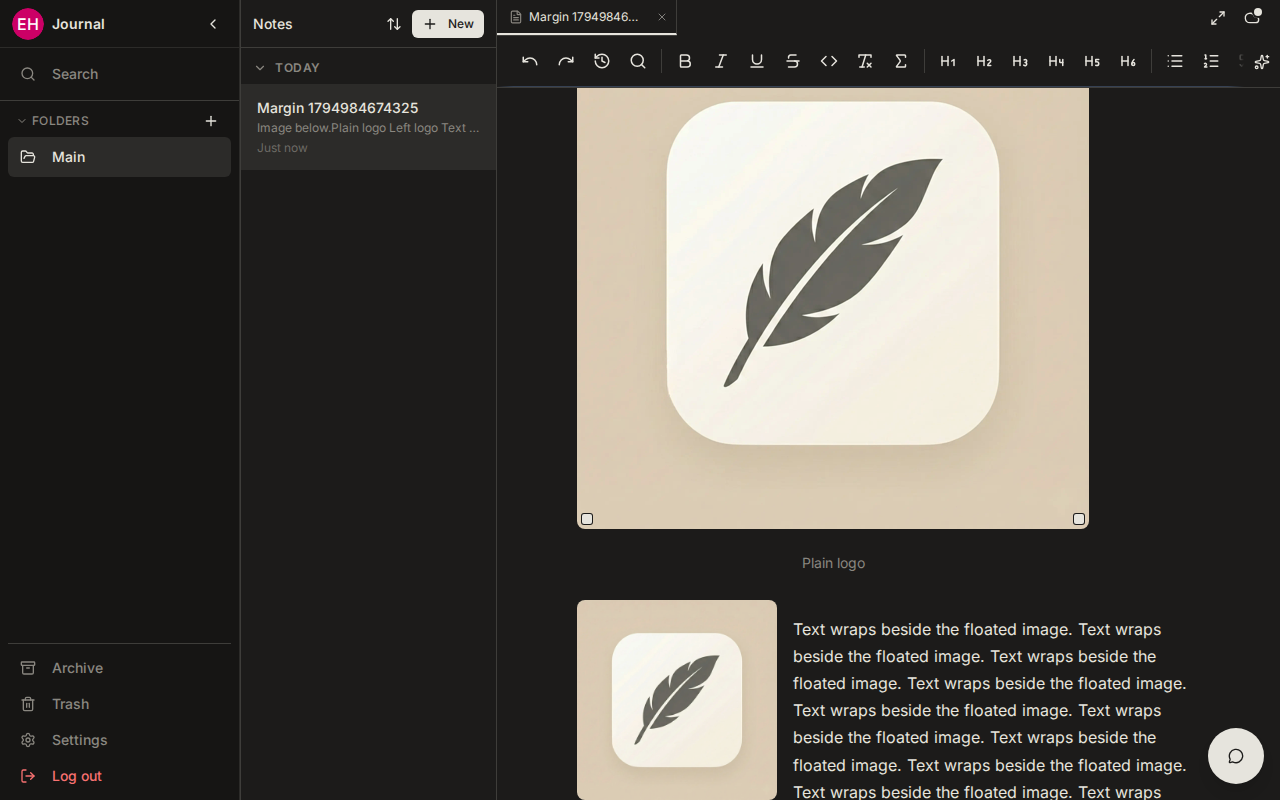 EH Journal
Search
FOLDERS
Main
Archive
Trash
Settings
Log out
Notes
New
TODAY
Margin 1794984674325
Image below.Plain logo Left logo Text ...
Just now
Margin 17949846...
H1 H2 H3 H4 H5 H6
Plain logo
Text wraps beside the floated image. Text wraps
beside the floated image. Text wraps beside the
floated image. Text wraps beside the floated image.
Text wraps beside the floated image. Text wraps
beside the floated image. Text wraps beside the
floated image. Text wraps beside the floated image.
Text wraps beside the floated image. Text wraps